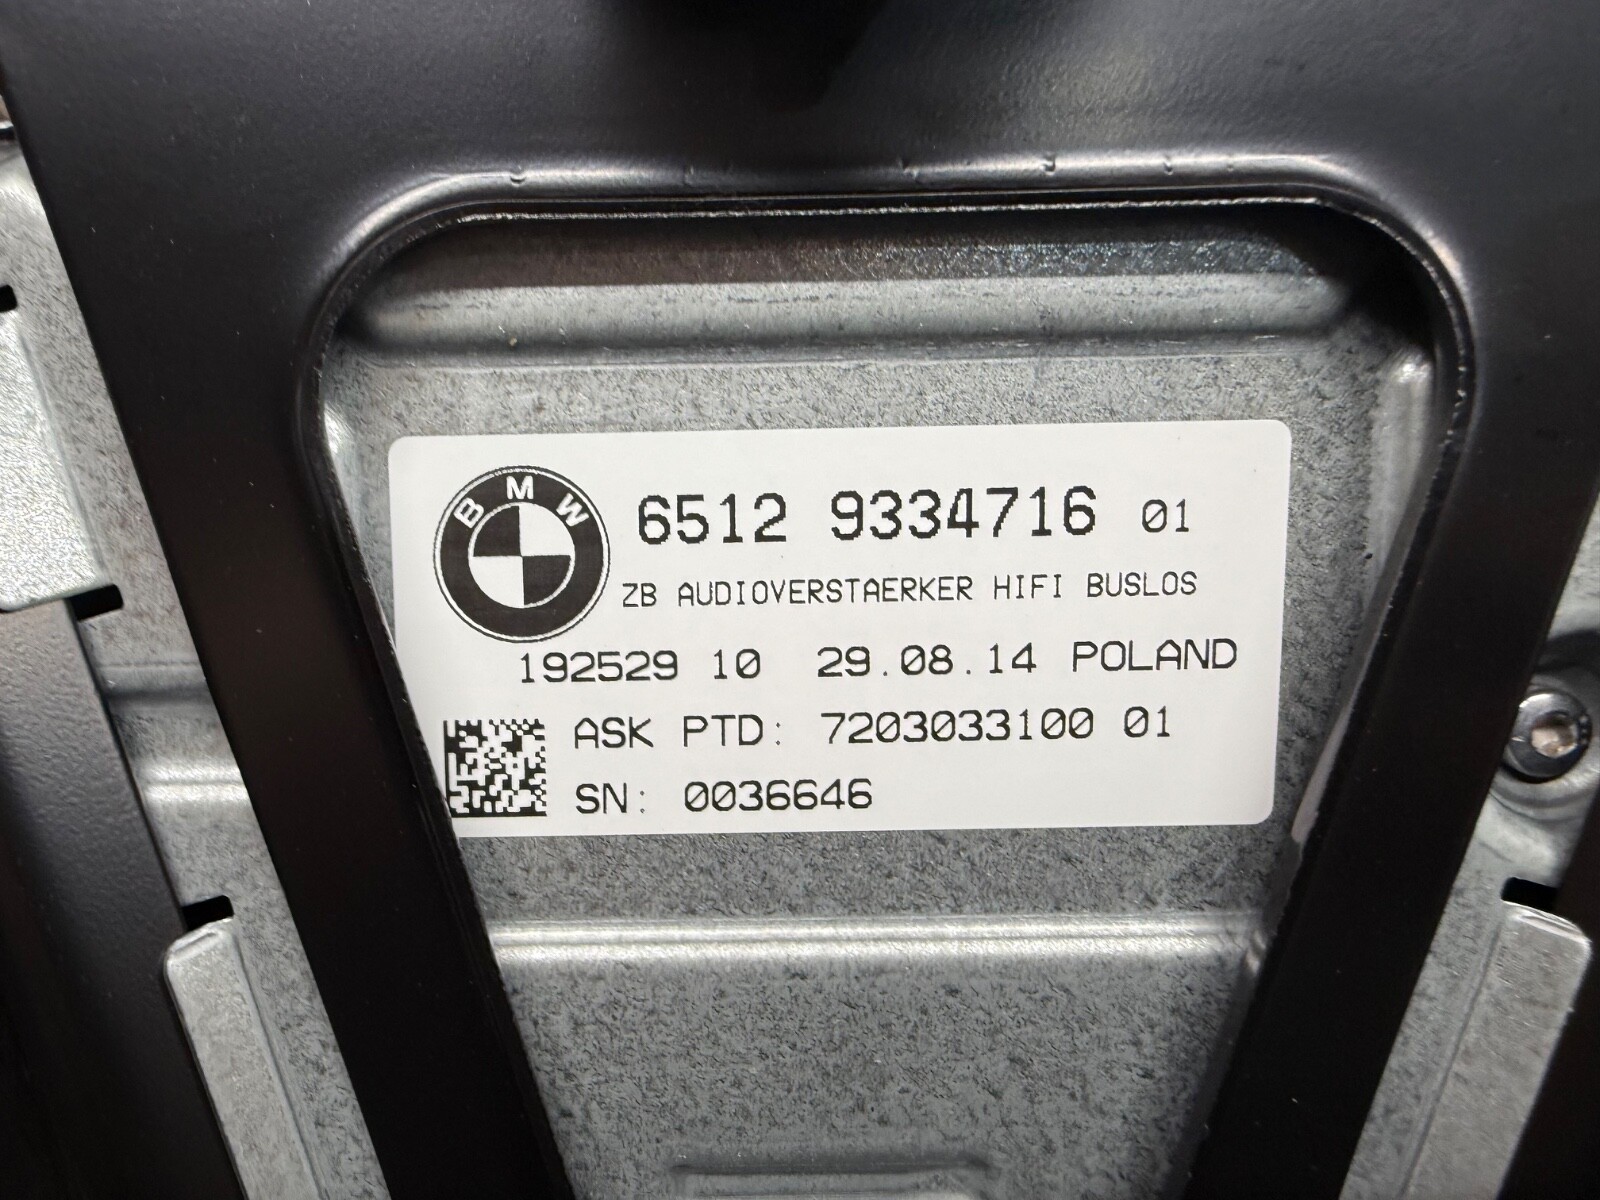 BMW
6512 9334716 01
ZB AUDIOVERSTAERKER HIFI BUSLOS
192529 10 29.08.14 POLAND
ASK PTD: 7203033100 01
SN: 0036646